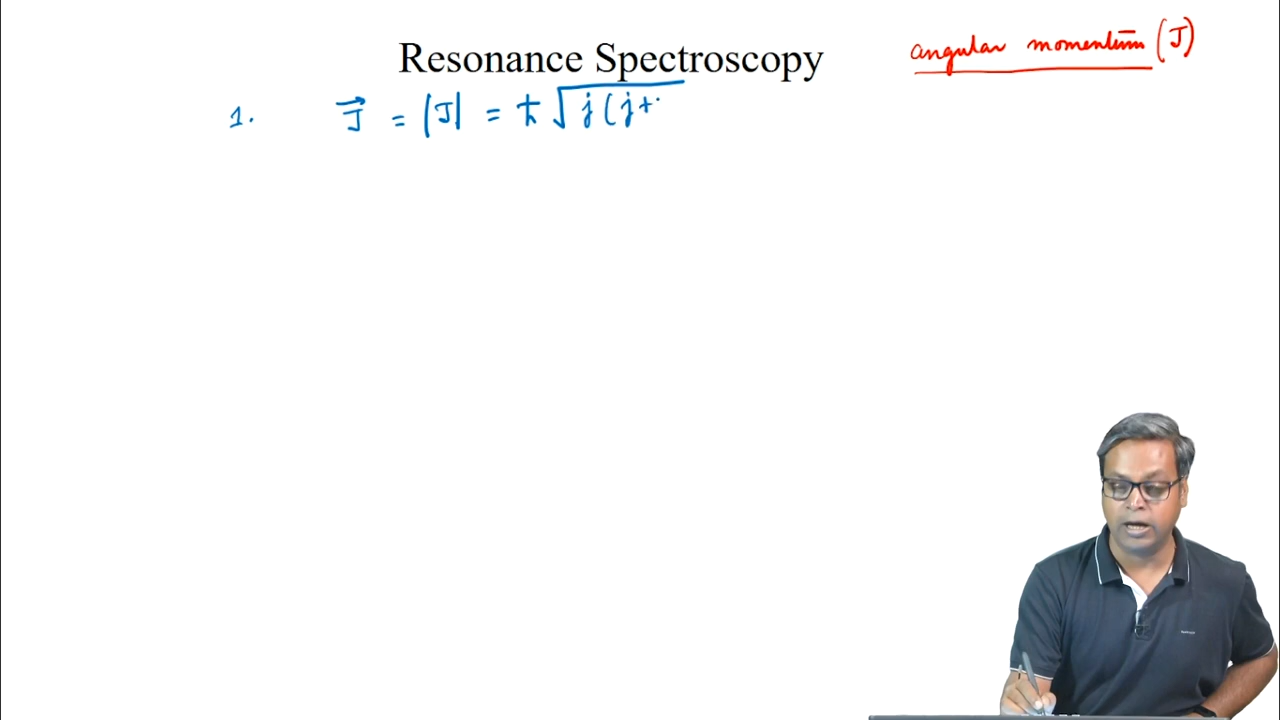 Resonance Spectroscopy
angular momentum (J)
1. J⃗ = |J| = ħ √j(j+